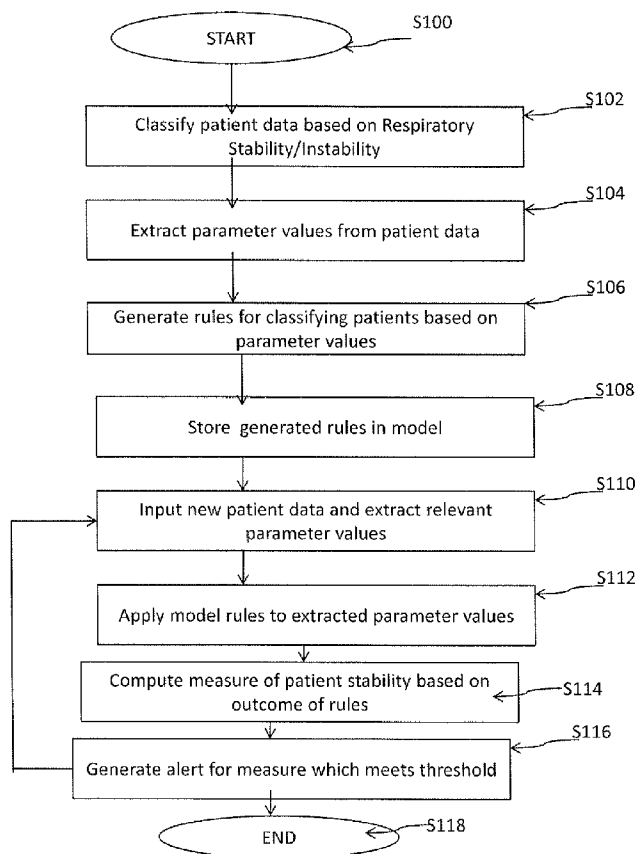 START
S100
S102
Classify patient data based on Respiratory
Stability/Instability
S104
Extract parameter values from patient data
S106
Generate rules for classifying patients based on
parameter values
S108
Store generated rules in model
S110
Input new patient data and extract relevant
parameter values
S112
Apply model rules to extracted parameter values
Compute measure of patient stability based on
outcome of rules
S114
S116
Generate alert for measure which meets threshold
END
S118